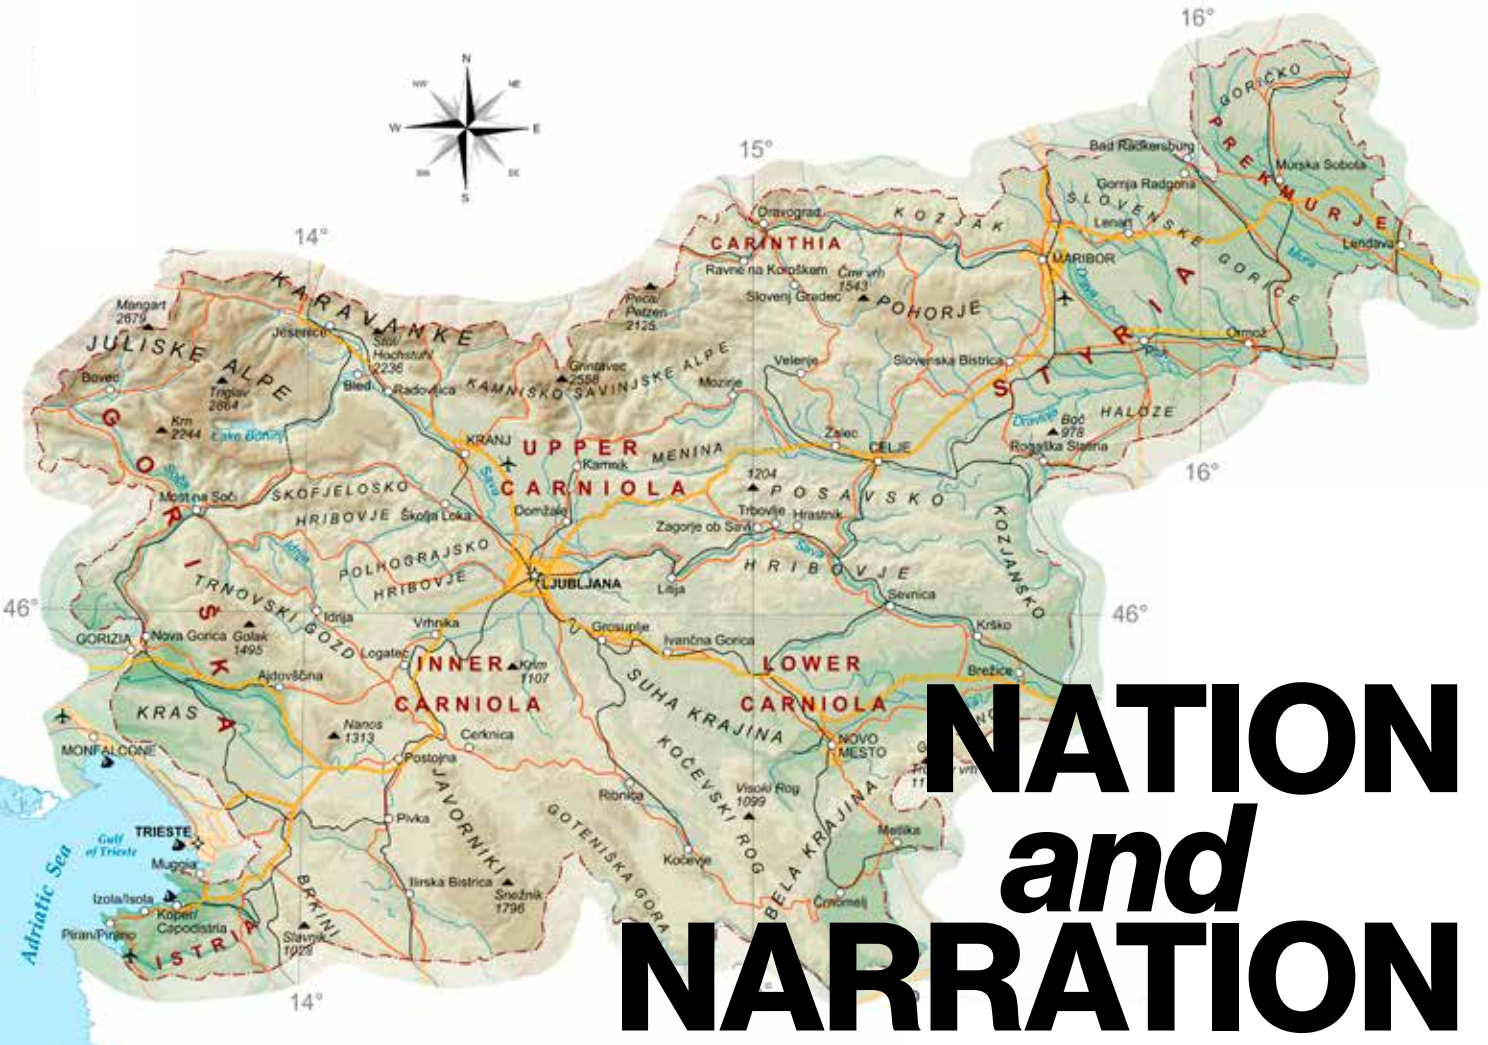 16°
N
NW
NE
W
E
SW
SE
S
15°
14°
GORIČKO
PREKMURJE
Bad Radkersburg
Murska Sobota
Gornja Radgona
SLOVENSKE GORICE
Lenart
Lendava
Mura
Dravograd
KOZJAK
CARINTHIA
MARIBOR
Ravne na Koroškem
Črni vrh
1543
Slovenj Gradec
POHORJE
Drava
Peca/
Petzen
2125
KARAVANKE
Mangart
2679
JULISKE ALPE
Jesenice
Stol/
Hochstuhl
2236
Ormož
Ptuj
STYRIA
Bovec
Triglav
2864
Bled
Radovljica
Grintavec
2558
KAMNIŠKO SAVINJSKE ALPE
Mozirje
Velenje
Slovenska Bistrica
Krn
2244
Lake Bohinj
Dravinja
Boč
978
HALOZE
Rogaška Slatina
GORIŠKA
Soča
KRANJ
UPPER
CARNIOLA
Kamnik
MENINA
Žalec
CELJE
16°
Sava
Most na Soči
ŠKOFJELOŠKO
HRIBOVJE
Škofja Loka
Domžale
1204
POSAVSKO
HRIBOVJE
Trbovlje
Hrastnik
Zagorje ob Savi
KOZJANSKO
Idrija
POLHOGRAJSKO
HRIBOVJE
Sava
LJUBLJANA
Litija
TRNOVSKI GOZD
Sevnica
46°
46°
Idrija
Vrhnika
Grosuplje
Ivančna Gorica
Krško
GORIZIA
Nova Gorica
Golak
1495
Logatec
INNER
CARNIOLA
Krim
1107
LOWER
CARNIOLA
Brežice
Ajdovščina
SUHA KRAJINA
KRAS
Nanos
1313
Cerknica
NOVO
MESTO
MONFALCONE
Postojna
KOČEVSKI ROG
Visoki Rog
1099
Ribnica
JAVORNIKI
GOTENIŠKA GORA
BELA KRAJINA
Pivka
TRIESTE
Gulf
of Trieste
Muggia
Metlika
Kočevje
Adriatic Sea
Izola/Isola
Koper/
Capodistria
Piran/Pirano
ISTRIA
BRKINI
Ilirska Bistrica
Snežnik
1796
Slavnik
1028
Črnomelj
14°
NATION
and
NARRATION